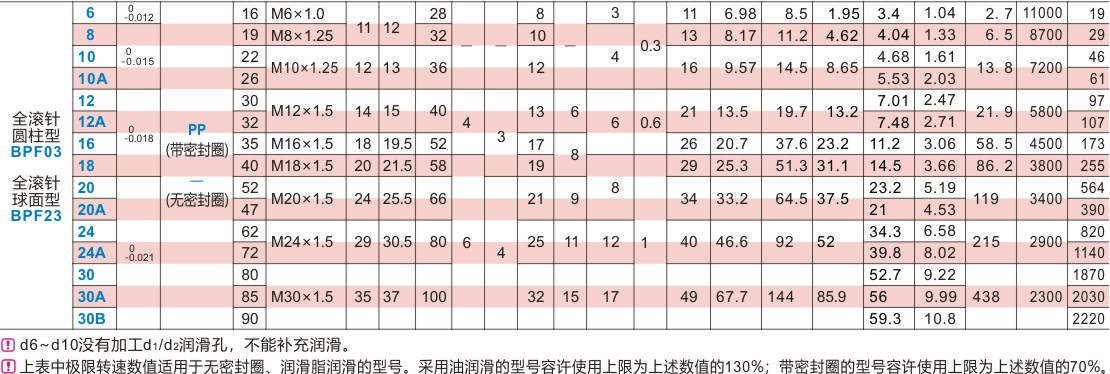 6 0 -0.012 16 M6×1.0 11 12 28 8 3 11 6.98 8.5 1.95 3.4 1.04 2.7 11000 19
8 19 M8×1.25 32 — — 10 — 0.3 13 8.17 11.2 4.62 4.04 1.33 6.5 8700 29
10 0 -0.015 22 M10×1.25 12 13 36 12 4 16 9.57 14.5 8.65 4.68 1.61 13.8 7200 46
10A 26 5.53 2.03 61
12 30 M12×1.5 14 15 40 13 6 21 13.5 19.7 13.2 7.01 2.47 21.9 5800 97
全滚针 12A 0 -0.018 PP 32 4 6 0.6 7.48 2.71 107
圆柱型
BPF03 16 (带密封圈) 35 M16×1.5 18 19.5 52 3 17 8 26 20.7 37.6 23.2 11.2 3.06 58.5 4500 173
18 40 M18×1.5 20 21.5 58 19 29 25.3 51.3 31.1 14.5 3.66 86.2 3800 255
全滚针 20 — 52 M20×1.5 24 25.5 66 21 9 8 34 33.2 64.5 37.5 23.2 5.19 119 3400 564
球面型 (无密封圈)
BPF23 20A 47 21 4.53 390
24 62 M24×1.5 29 30.5 80 6 25 11 12 1 40 46.6 92 52 34.3 6.58 215 2900 820
24A 0 -0.021 72 4 39.8 8.02 1140
30 80 52.7 9.22 1870
30A 85 M30×1.5 35 37 100 32 15 17 49 67.7 144 85.9 56 9.99 438 2300 2030
30B 90 59.3 10.8 2220
! d6~d10没有加工d1/d2润滑孔，不能补充润滑。
! 上表中极限转速数值适用于无密封圈、润滑脂润滑的型号。采用油润滑的型号容许使用上限为上述数值的130%；带密封圈的型号容许使用上限为上述数值的70%。